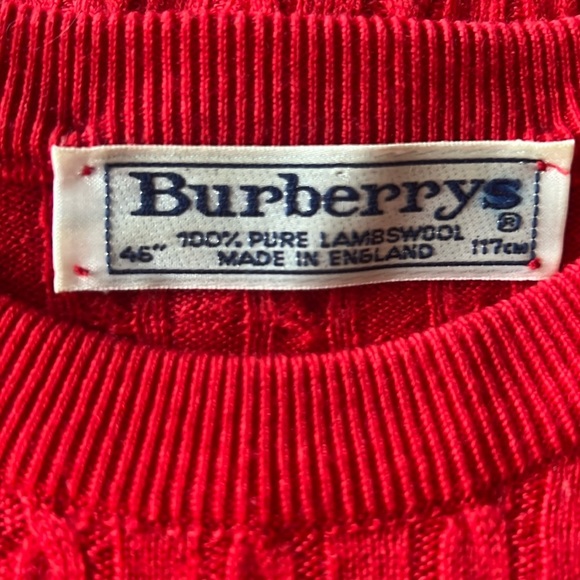 Burberrys®
46" 100% PURE LAMBSWOOL 117cm
MADE IN ENGLAND